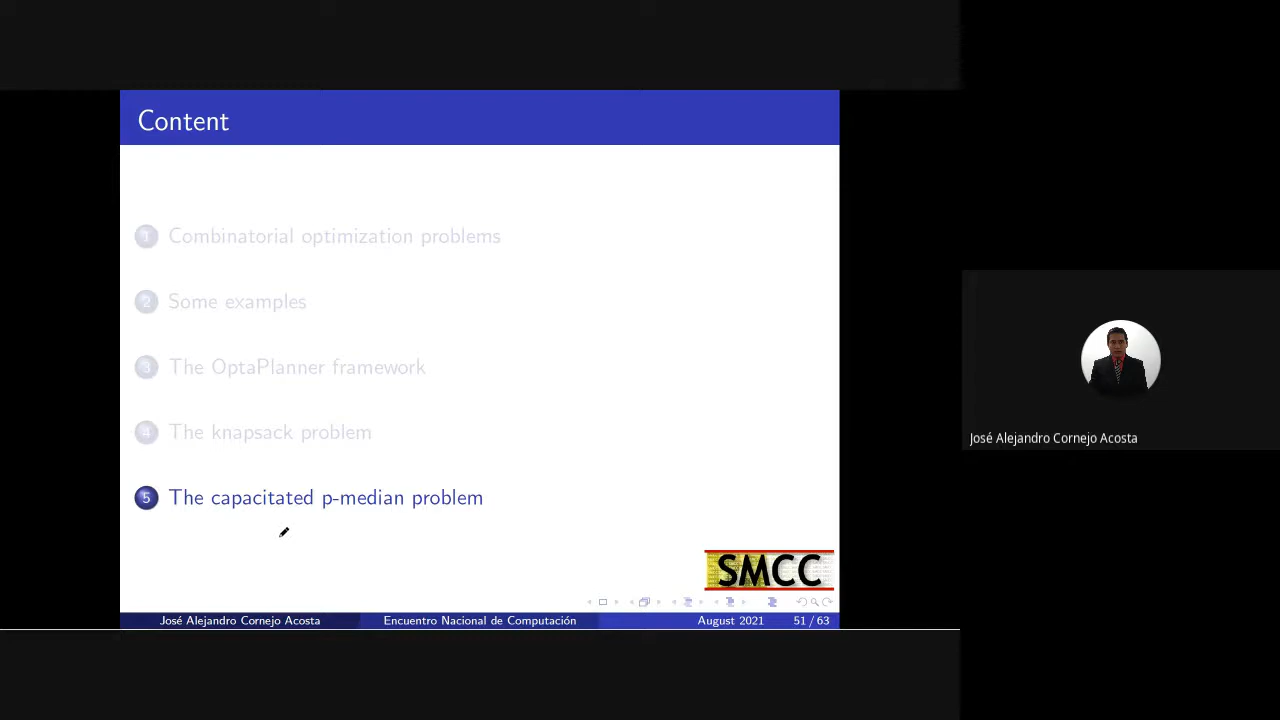 Content
1 Combinatorial optimization problems
2 Some examples
3 The OptaPlanner framework
4 The knapsack problem
5 The capacitated p-median problem
SMCC
José Alejandro Cornejo Acosta Encuentro Nacional de Computación August 2021 51 / 63
José Alejandro Cornejo Acosta